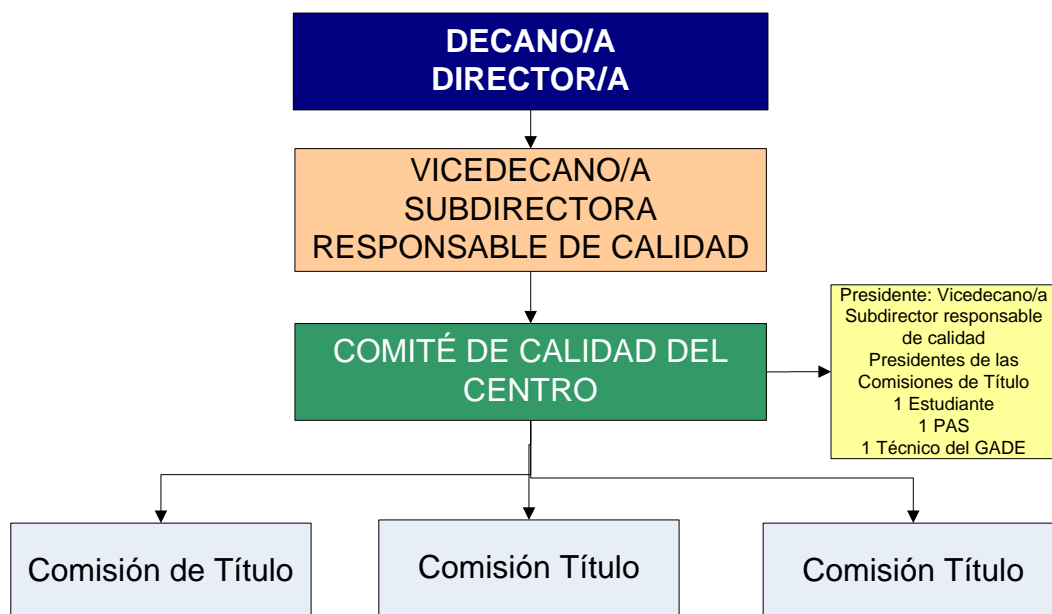 DECANO/A
DIRECTOR/A
VICEDECANO/A
SUBDIRECTORA
RESPONSABLE DE CALIDAD
COMITÉ DE CALIDAD DEL
CENTRO
Presidente: Vicedecano/a
Subdirector responsable
de calidad
Presidentes de las
Comisiones de Título
1 Estudiante
1 PAS
1 Técnico del GADE
Comisión de Título
Comisión Título
Comisión Título